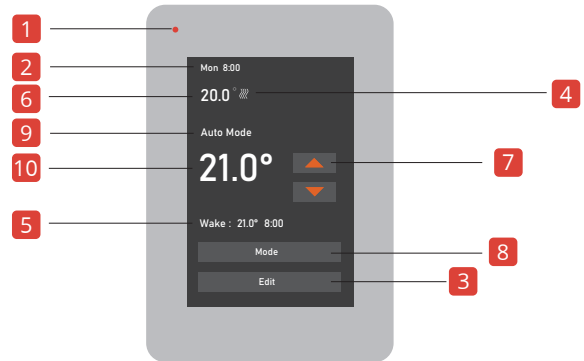 1
2 Mon 8:00
6 20.0° 4
9 Auto Mode
10 21.0° 7
5 Wake : 21.0° 8:00
Mode 8
Edit 3